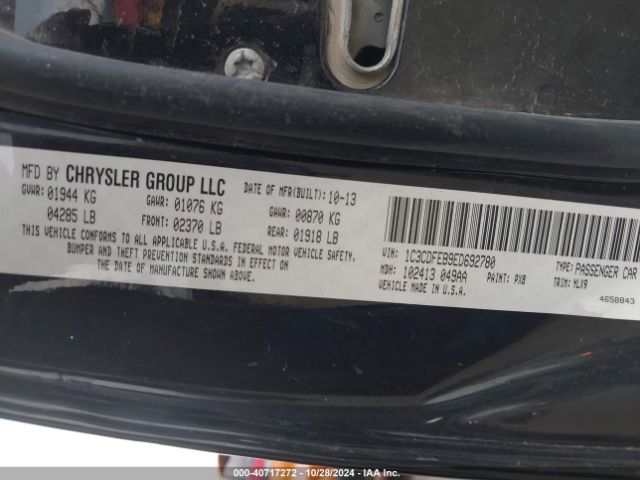 MFD BY CHRYSLER GROUP LLC DATE OF MFR(BUILT): 10-13
GVWR: 01944 KG GAWR: 01076 KG GAWR: 00870 KG
04285 LB FRONT: 02370 LB REAR: 01918 LB
THIS VEHICLE CONFORMS TO ALL APPLICABLE U.S.A. FEDERAL MOTOR VEHICLE SAFETY,
BUMPER AND THEFT PREVENTION STANDARDS IN EFFECT ON
THE DATE OF MANUFACTURE SHOWN ABOVE.
VIN: 1C3CDFEB9ED692780 TYPE: PASSENGER CAR
MDH: 102413 049AA PAINT: PX8 TRIM: YLX9
VEHICLE MADE IN U.S.A. 4658843
000-40717272 - 10/28/2024 - IAA Inc.